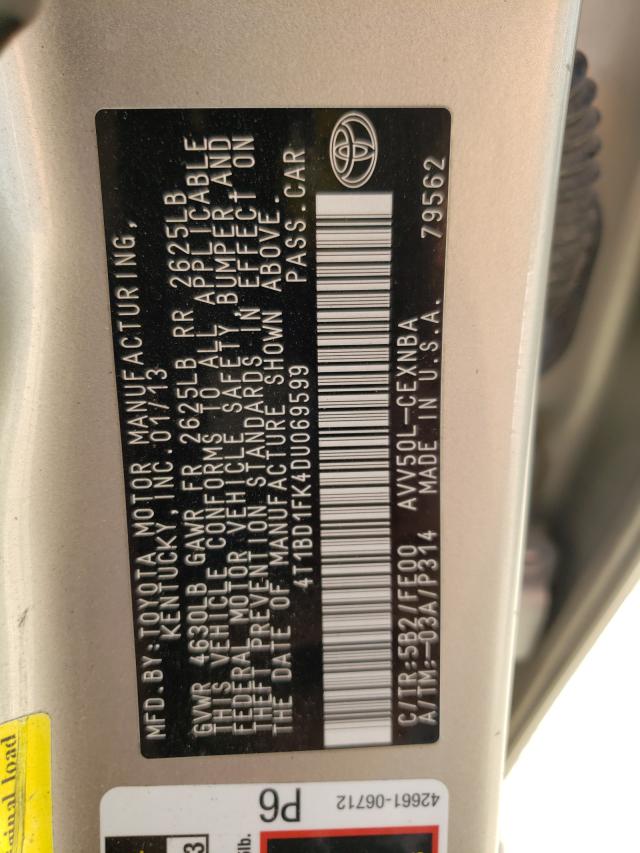 MFD.BY:TOYOTA MOTOR MANUFACTURING,
KENTUCKY,INC.01/13
GVWR 4630LB GAWR FR 2625LB RR 2625LB
THIS VEHICLE CONFORMS TO ALL APPLICABLE
FEDERAL MOTOR VEHICLE SAFETY,BUMPER,AND
THEFT PREVENTION STANDARDS IN EFFECT ON
THE DATE OF MANUFACTURE SHOWN ABOVE.
4T1BD1FK4DU069599 PASS.CAR
C/TR:5B2/FE00 AVV50L-CEXNBA
A/TM:-03A/P314 MADE IN U.S.A. 79562
42661-06712
P6
lb.
3
load